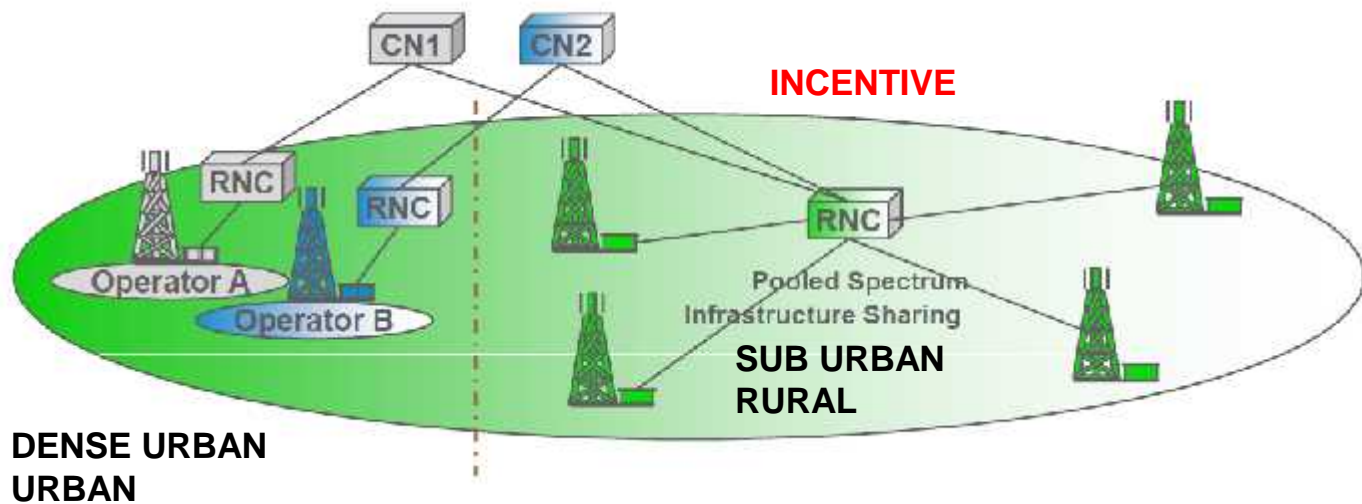 CN1
CN2
INCENTIVE
RNC
RNC
RNC
Operator A
Operator B
Pooled Spectrum
Infrastructure Sharing
SUB URBAN
RURAL
DENSE URBAN
URBAN